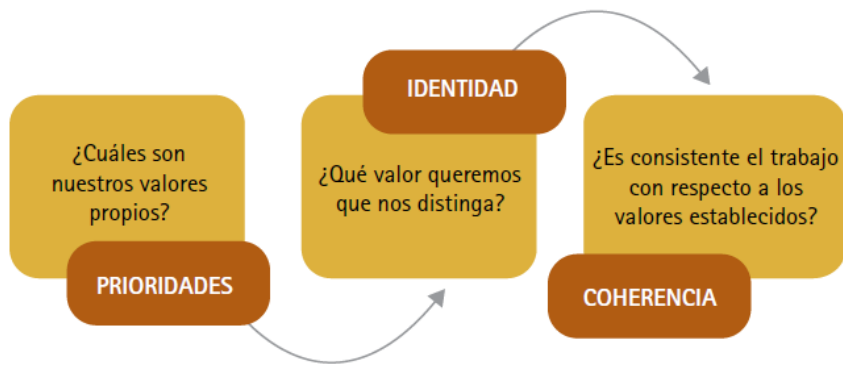 ¿Cuáles son
nuestros valores
propios?
PRIORIDADES
IDENTIDAD
¿Qué valor queremos
que nos distinga?
¿Es consistente el trabajo
con respecto a los
valores establecidos?
COHERENCIA